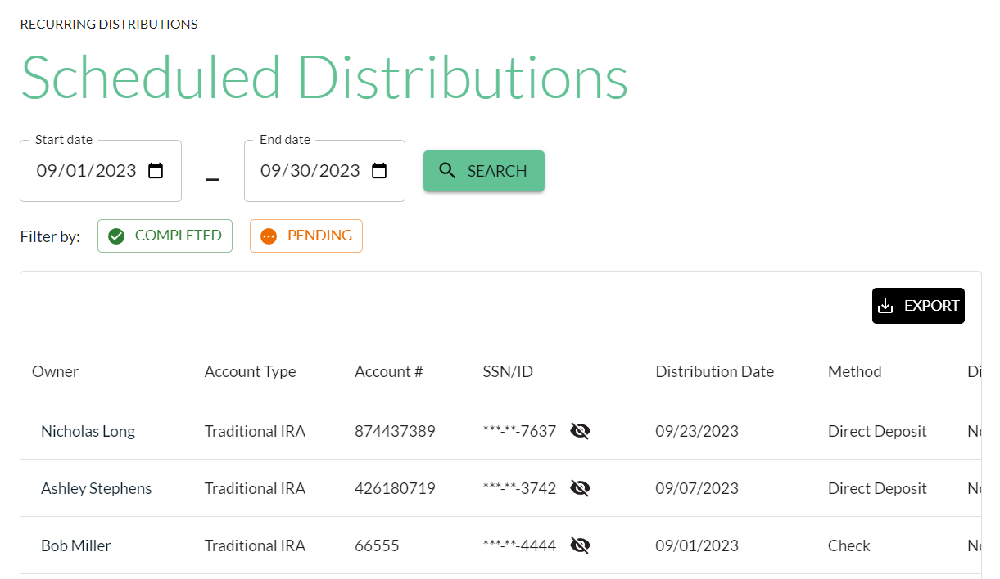 RECURRING DISTRIBUTIONS
Scheduled Distributions
Start date End date
09/01/2023 – 09/30/2023 SEARCH
Filter by: COMPLETED PENDING
EXPORT
Owner Account Type Account # SSN/ID Distribution Date Method
Nicholas Long Traditional IRA 874437389 ***-**-7637 09/23/2023 Direct Deposit
Ashley Stephens Traditional IRA 426180719 ***-**-3742 09/07/2023 Direct Deposit
Bob Miller Traditional IRA 66555 ***-**-4444 09/01/2023 Check